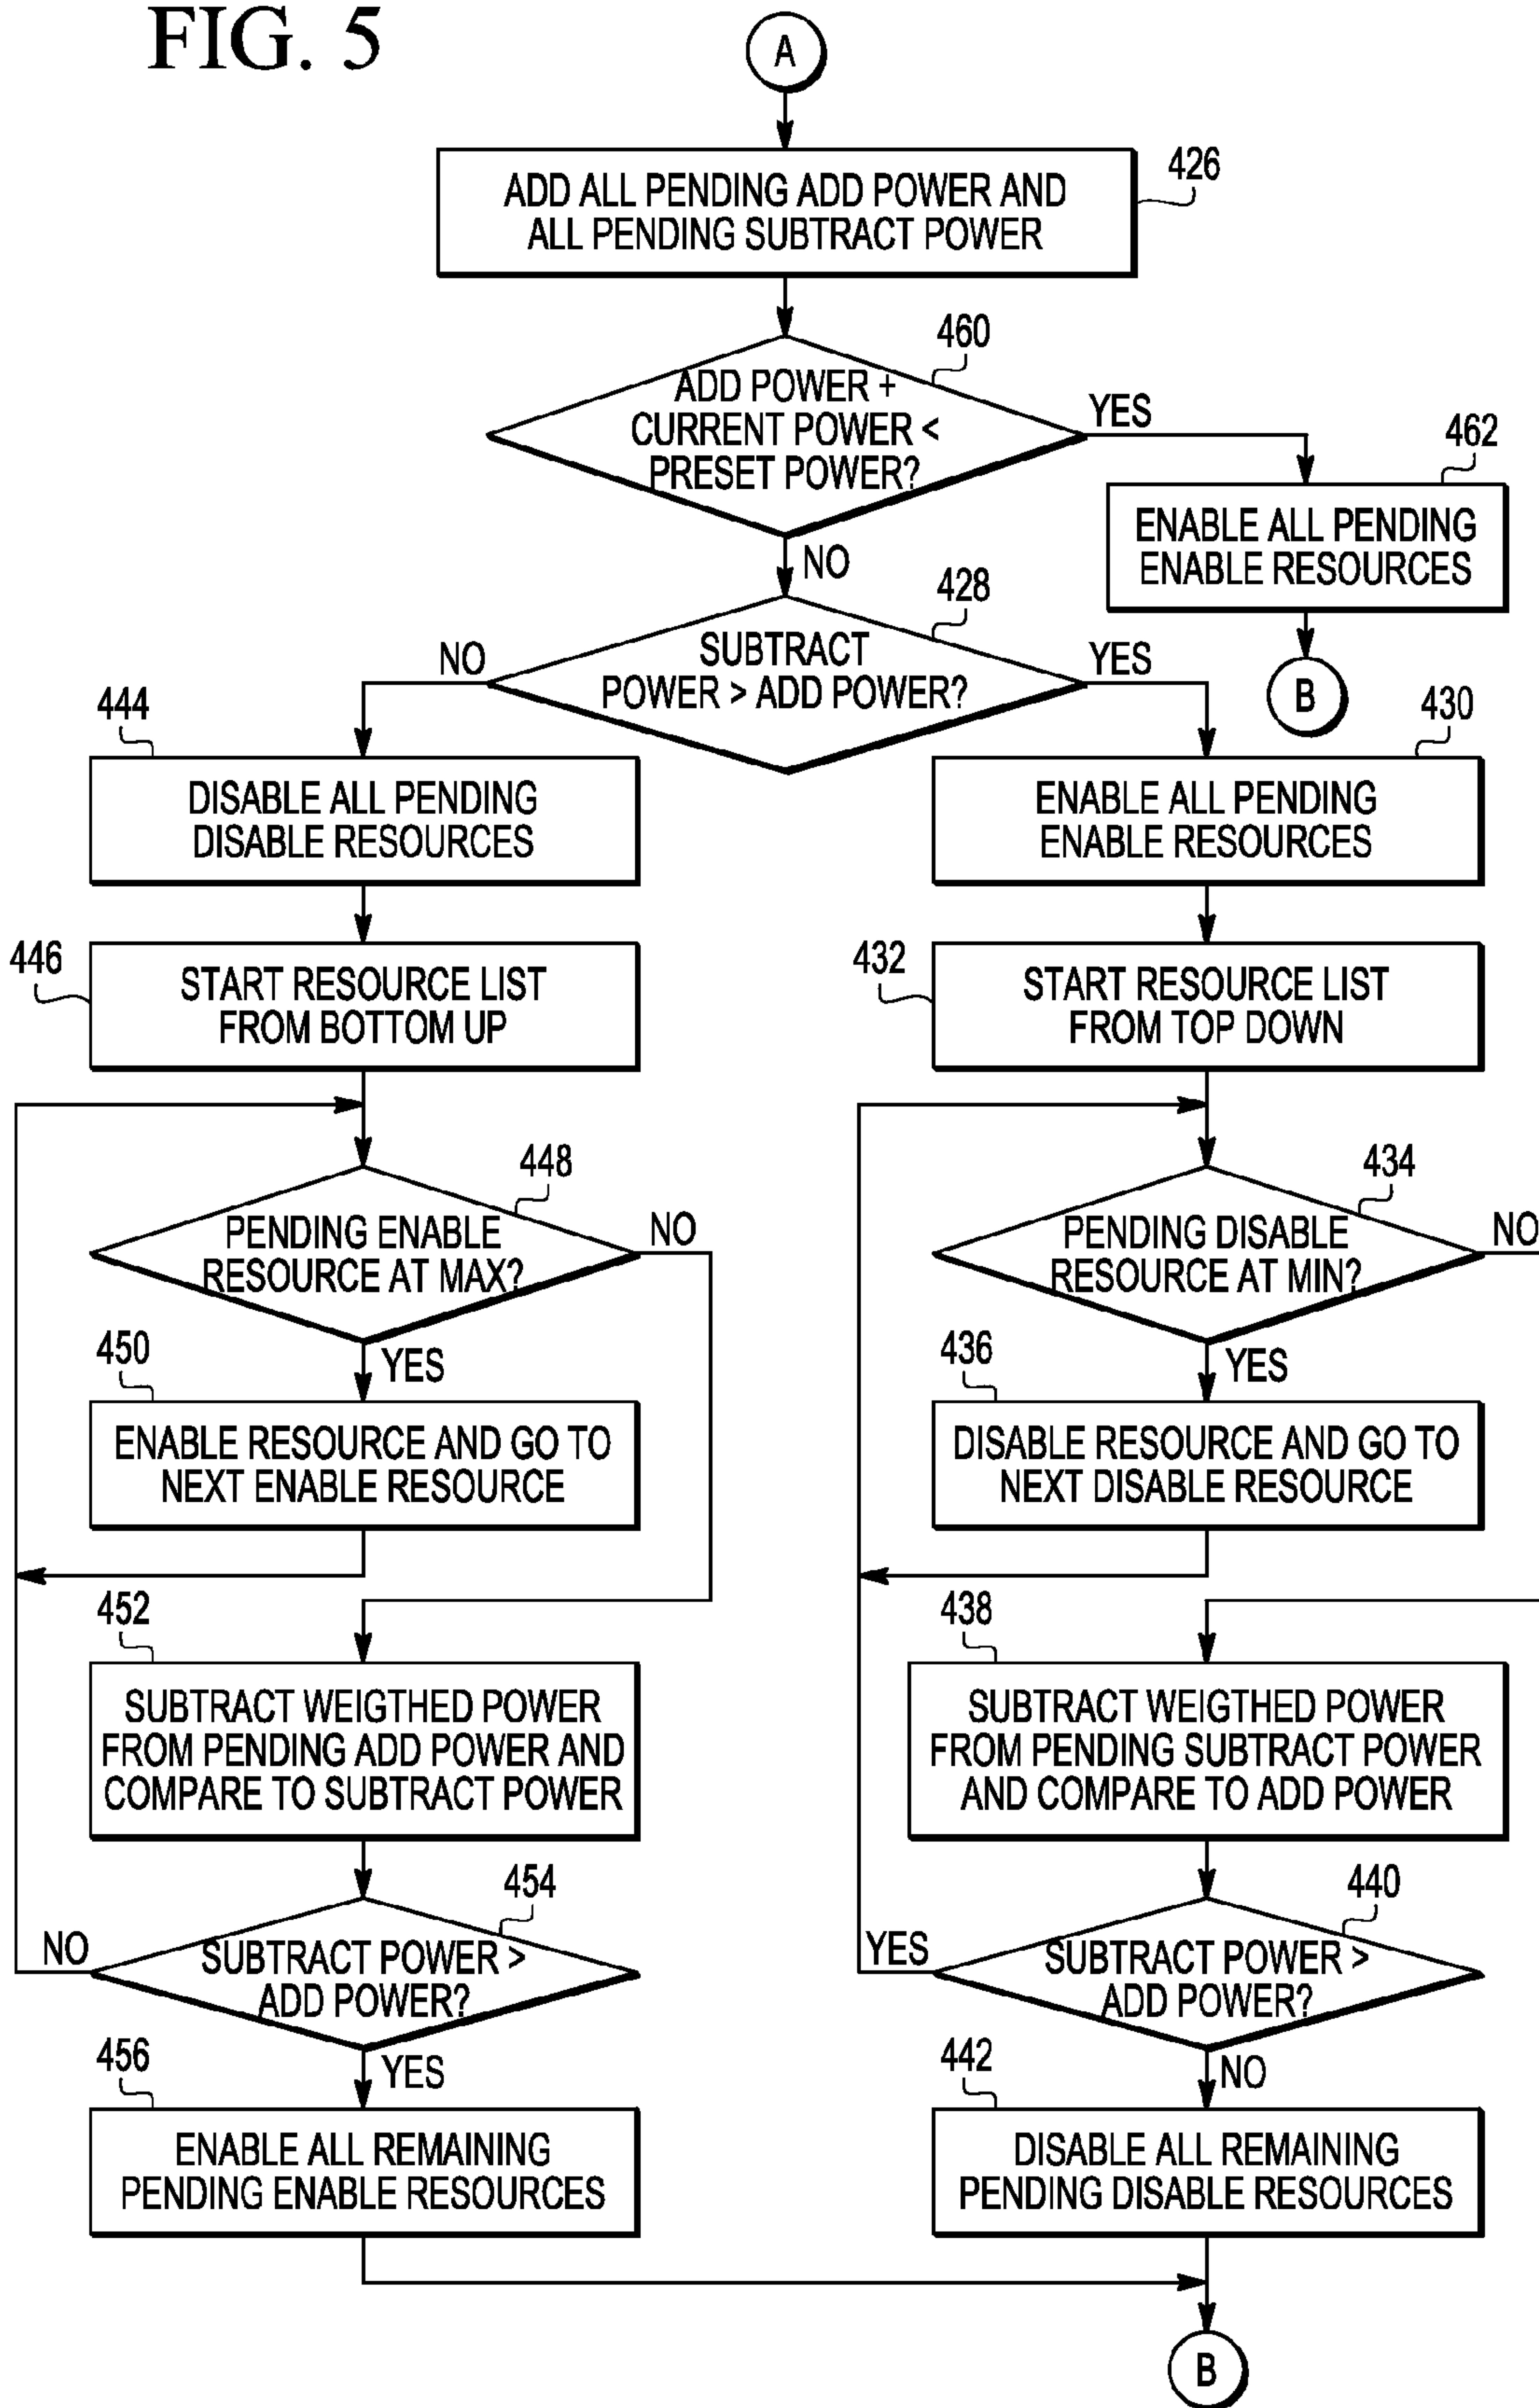 FIG. 5
A
ADD ALL PENDING ADD POWER AND
ALL PENDING SUBTRACT POWER
426
ADD POWER +
CURRENT POWER <
PRESET POWER?
460
YES
NO
462
ENABLE ALL PENDING
ENABLE RESOURCES
B
SUBTRACT
POWER > ADD POWER?
428
NO
YES
444
DISABLE ALL PENDING
DISABLE RESOURCES
430
ENABLE ALL PENDING
ENABLE RESOURCES
446
START RESOURCE LIST
FROM BOTTOM UP
432
START RESOURCE LIST
FROM TOP DOWN
448
PENDING ENABLE
RESOURCE AT MAX?
NO
YES
434
PENDING DISABLE
RESOURCE AT MIN?
NO
YES
450
ENABLE RESOURCE AND GO TO
NEXT ENABLE RESOURCE
436
DISABLE RESOURCE AND GO TO
NEXT DISABLE RESOURCE
452
SUBTRACT WEIGTHED POWER
FROM PENDING ADD POWER AND
COMPARE TO SUBTRACT POWER
438
SUBTRACT WEIGTHED POWER
FROM PENDING SUBTRACT POWER
AND COMPARE TO ADD POWER
454
NO
SUBTRACT POWER >
ADD POWER?
YES
440
YES
SUBTRACT POWER >
ADD POWER?
NO
456
ENABLE ALL REMAINING
PENDING ENABLE RESOURCES
442
DISABLE ALL REMAINING
PENDING DISABLE RESOURCES
B